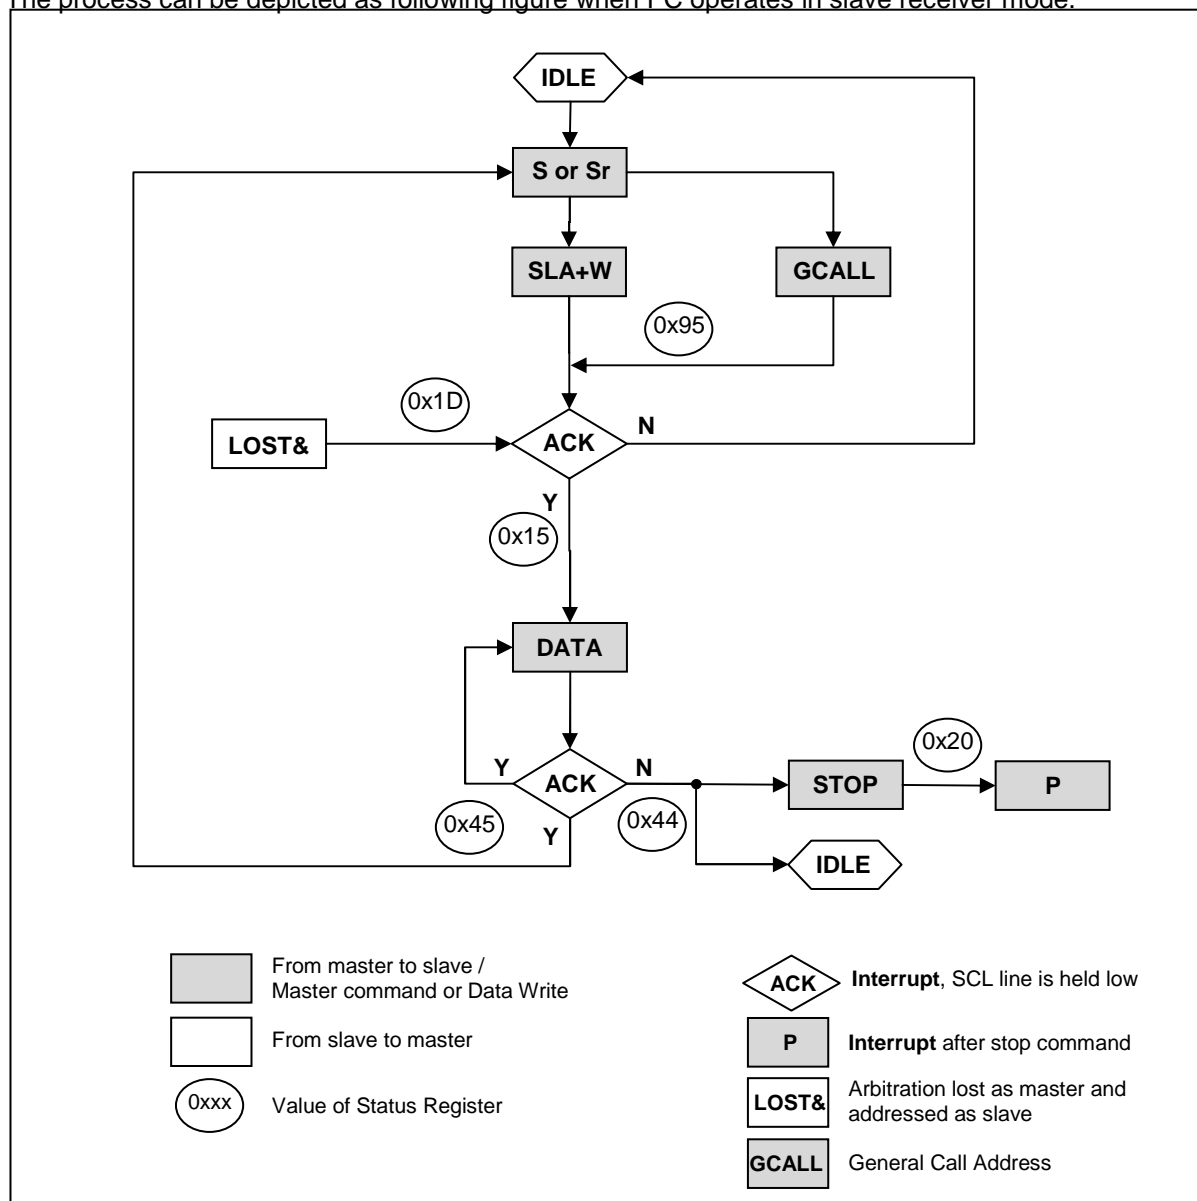 The process can be depicted as following figure when I²C operates in slave receiver mode.
IDLE
S or Sr
SLA+W
GCALL
0x95
0x1D
LOST&
ACK
N
Y
0x15
DATA
Y
ACK
N
0x20
STOP
P
0x45
Y
0x44
IDLE
From master to slave /
Master command or Data Write
From slave to master
0xxx
Value of Status Register
ACK
Interrupt, SCL line is held low
P
Interrupt after stop command
LOST&
Arbitration lost as master and
addressed as slave
GCALL
General Call Address